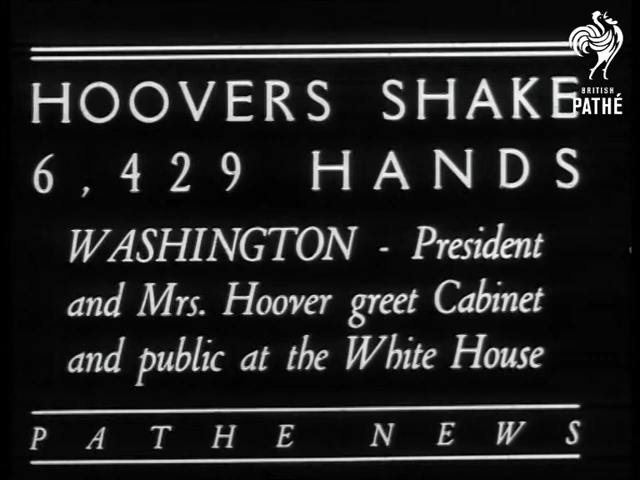 BRITISH
PATHÉ
HOOVERS SHAKE
6,429 HANDS
WASHINGTON - President
and Mrs. Hoover greet Cabinet
and public at the White House
PATHE NEWS